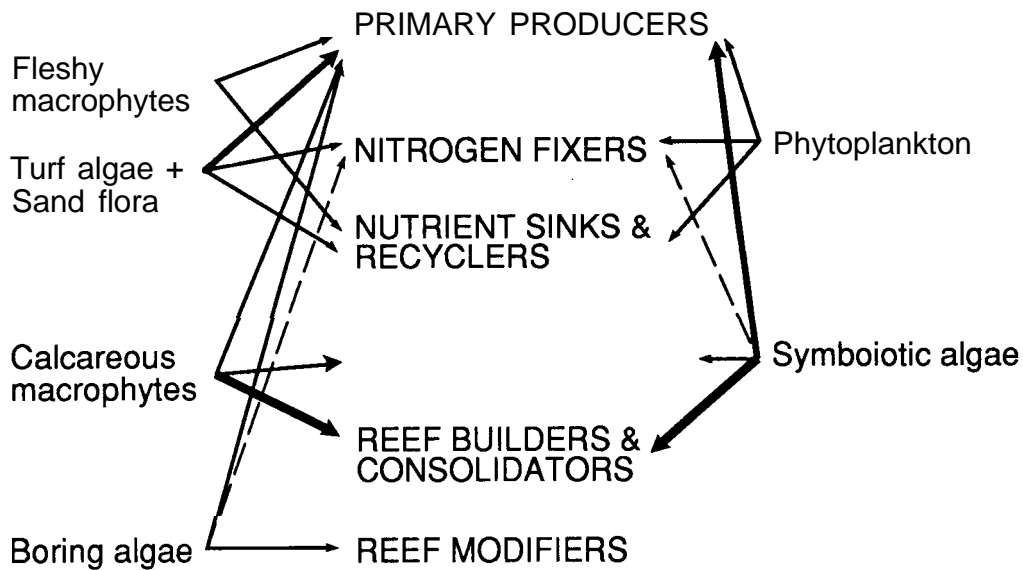 PRIMARY PRODUCERS
Fleshy
macrophytes
NITROGEN FIXERS
Phytoplankton
Turf algae +
Sand flora
NUTRIENT SINKS &
RECYCLERS
Calcareous
macrophytes
Symboiotic algae
REEF BUILDERS &
CONSOLIDATORS
Boring algae
REEF MODIFIERS